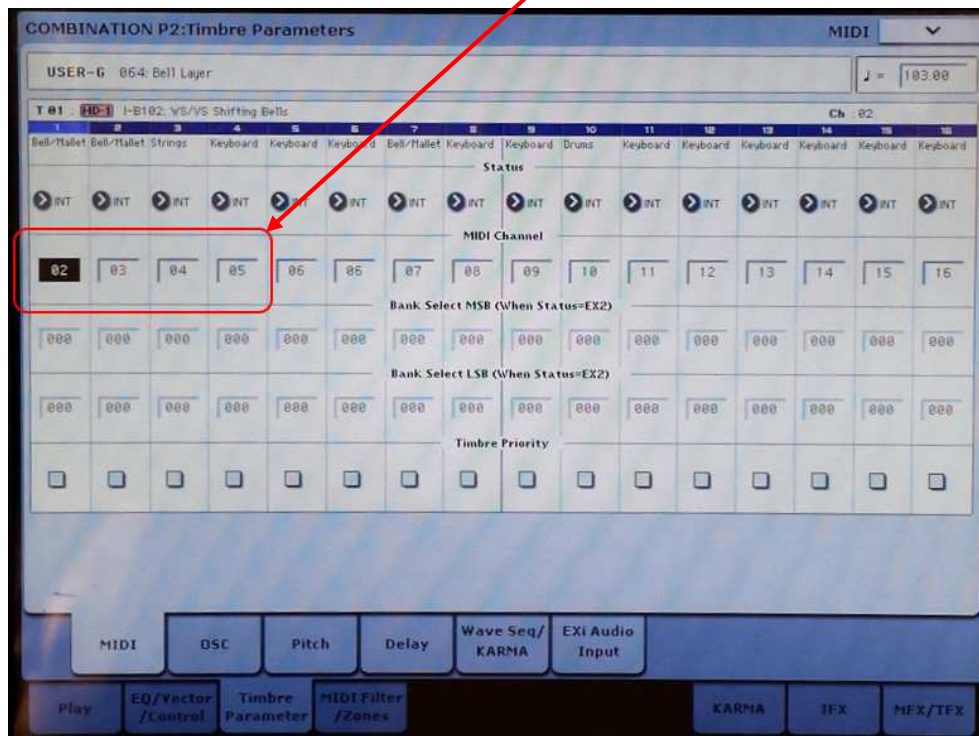 COMBINATION P2:Timbre Parameters MIDI
USER-G 064: Bell Layer ♩= 103.00
T 01 : HD-1 I-B102: WS/VS Shifting Bells Ch :02
1 2 3 4 5 6 7 8 9 10 11 12 13 14 15 16
Bell/Mallet Bell/Mallet Strings Keyboard Keyboard Keyboard Bell/Mallet Keyboard Keyboard Drums Keyboard Keyboard Keyboard Keyboard Keyboard Keyboard
Status
INT INT INT INT INT INT INT INT INT INT INT INT INT INT INT INT
MIDI Channel
02 03 04 05 06 06 07 08 09 10 11 12 13 14 15 16
Bank Select MSB (When Status=EX2)
000 000 000 000 000 000 000 000 000 000 000 000 000 000 000 000
Bank Select LSB (When Status=EX2)
000 000 000 000 000 000 000 000 000 000 000 000 000 000 000 000
Timbre Priority
MIDI OSC Pitch Delay Wave Seq/ KARMA EXi Audio Input
Play EQ/Vector /Control Timbre Parameter MIDI Filter /Zones KARMA IFX MFX/TFX